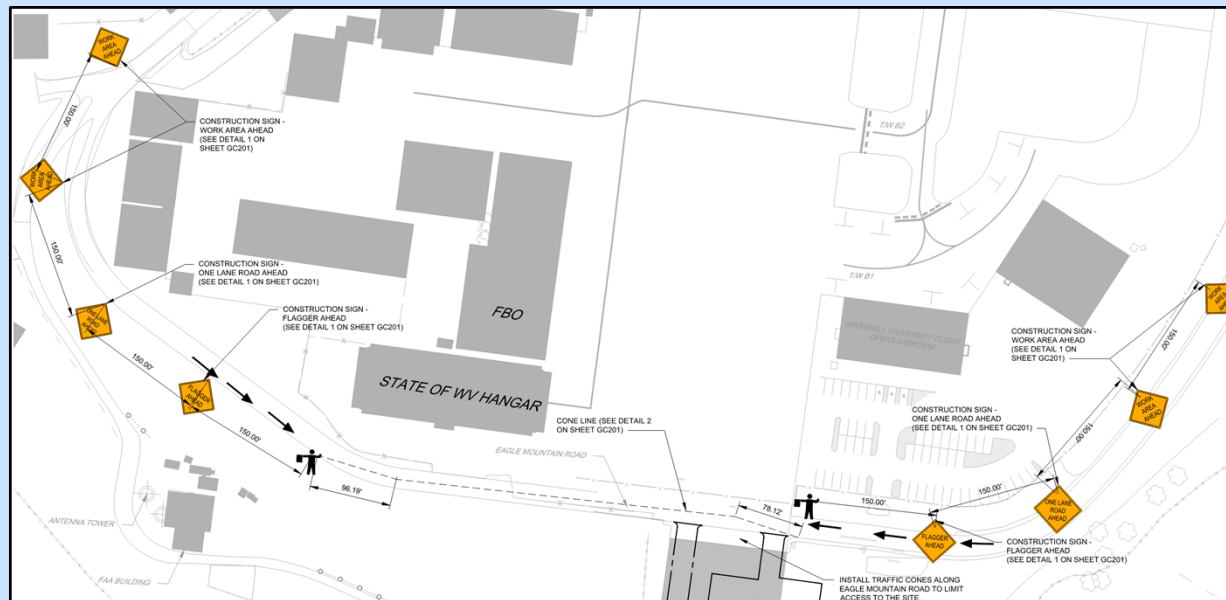 WORK
AREA
AHEAD
150.00'
CONSTRUCTION SIGN -
WORK AREA AHEAD
(SEE DETAIL 1 ON
SHEET GC201)
WORK
AREA
AHEAD
150.00'
CONSTRUCTION SIGN -
ONE LANE ROAD AHEAD
(SEE DETAIL 1 ON SHEET GC201)
ONE LANE
ROAD
AHEAD
CONSTRUCTION SIGN -
FLAGGER AHEAD
(SEE DETAIL 1 ON SHEET GC201)
150.00'
FLAGGER
AHEAD
150.00'
96.19'
FBO
STATE OF WV HANGAR
CONE LINE (SEE DETAIL 2
ON SHEET GC201)
EAGLE MOUNTAIN ROAD
ANTENNA TOWER
FAA BUILDING
T/W B2
T/W B1
MARSHALL UNIVERSITY FLIGHT
OPS CLASSROOM
CONSTRUCTION SIGN -
WORK AREA AHEAD
(SEE DETAIL 1 ON
SHEET GC201)
WORK
AREA
AHEAD
150.00'
WORK
AREA
AHEAD
150.00'
CONSTRUCTION SIGN -
ONE LANE ROAD AHEAD
(SEE DETAIL 1 ON SHEET GC201)
ONE LANE
ROAD
AHEAD
150.00'
150.00'
78.12'
FLAGGER
AHEAD
CONSTRUCTION SIGN -
FLAGGER AHEAD
(SEE DETAIL 1 ON SHEET GC201)
INSTALL TRAFFIC CONES ALONG
EAGLE MOUNTAIN ROAD TO LIMIT
ACCESS TO THE SITE.